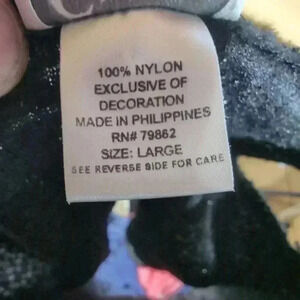 100% NYLON
EXCLUSIVE OF
DECORATION
MADE IN PHILIPPINES
RN# 79862
SIZE: LARGE
SEE REVERSE SIDE FOR CARE